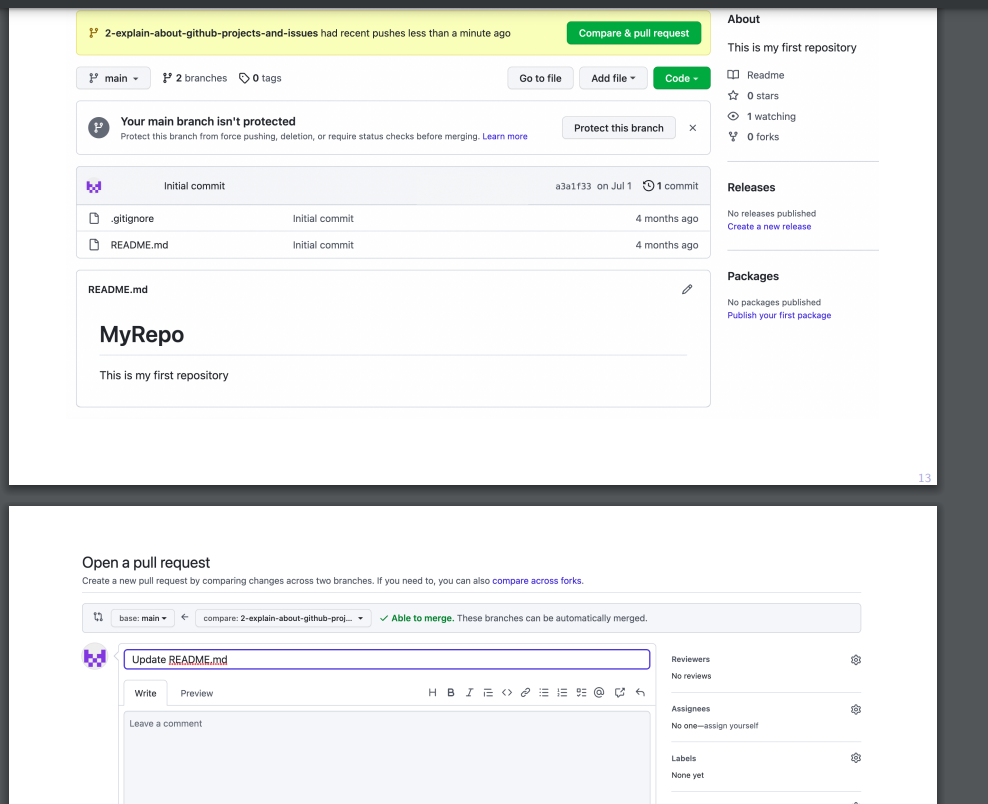 2-explain-about-github-projects-and-issues had recent pushes less than a minute ago
Compare & pull request
main
2 branches
0 tags
Go to file
Add file
Code
Your main branch isn't protected
Protect this branch from force pushing, deletion, or require status checks before merging. Learn more
Protect this branch
Initial commit
a3a1f33 on Jul 1
1 commit
.gitignore
Initial commit
4 months ago
README.md
Initial commit
4 months ago
README.md
MyRepo
This is my first repository
About
This is my first repository
Readme
0 stars
1 watching
0 forks
Releases
No releases published
Create a new release
Packages
No packages published
Publish your first package
13
Open a pull request
Create a new pull request by comparing changes across two branches. If you need to, you can also compare across forks.
base: main
compare: 2-explain-about-github-proj...
Able to merge. These branches can be automatically merged.
Update README.md
Write
Preview
Leave a comment
Reviewers
No reviews
Assignees
No one—assign yourself
Labels
None yet